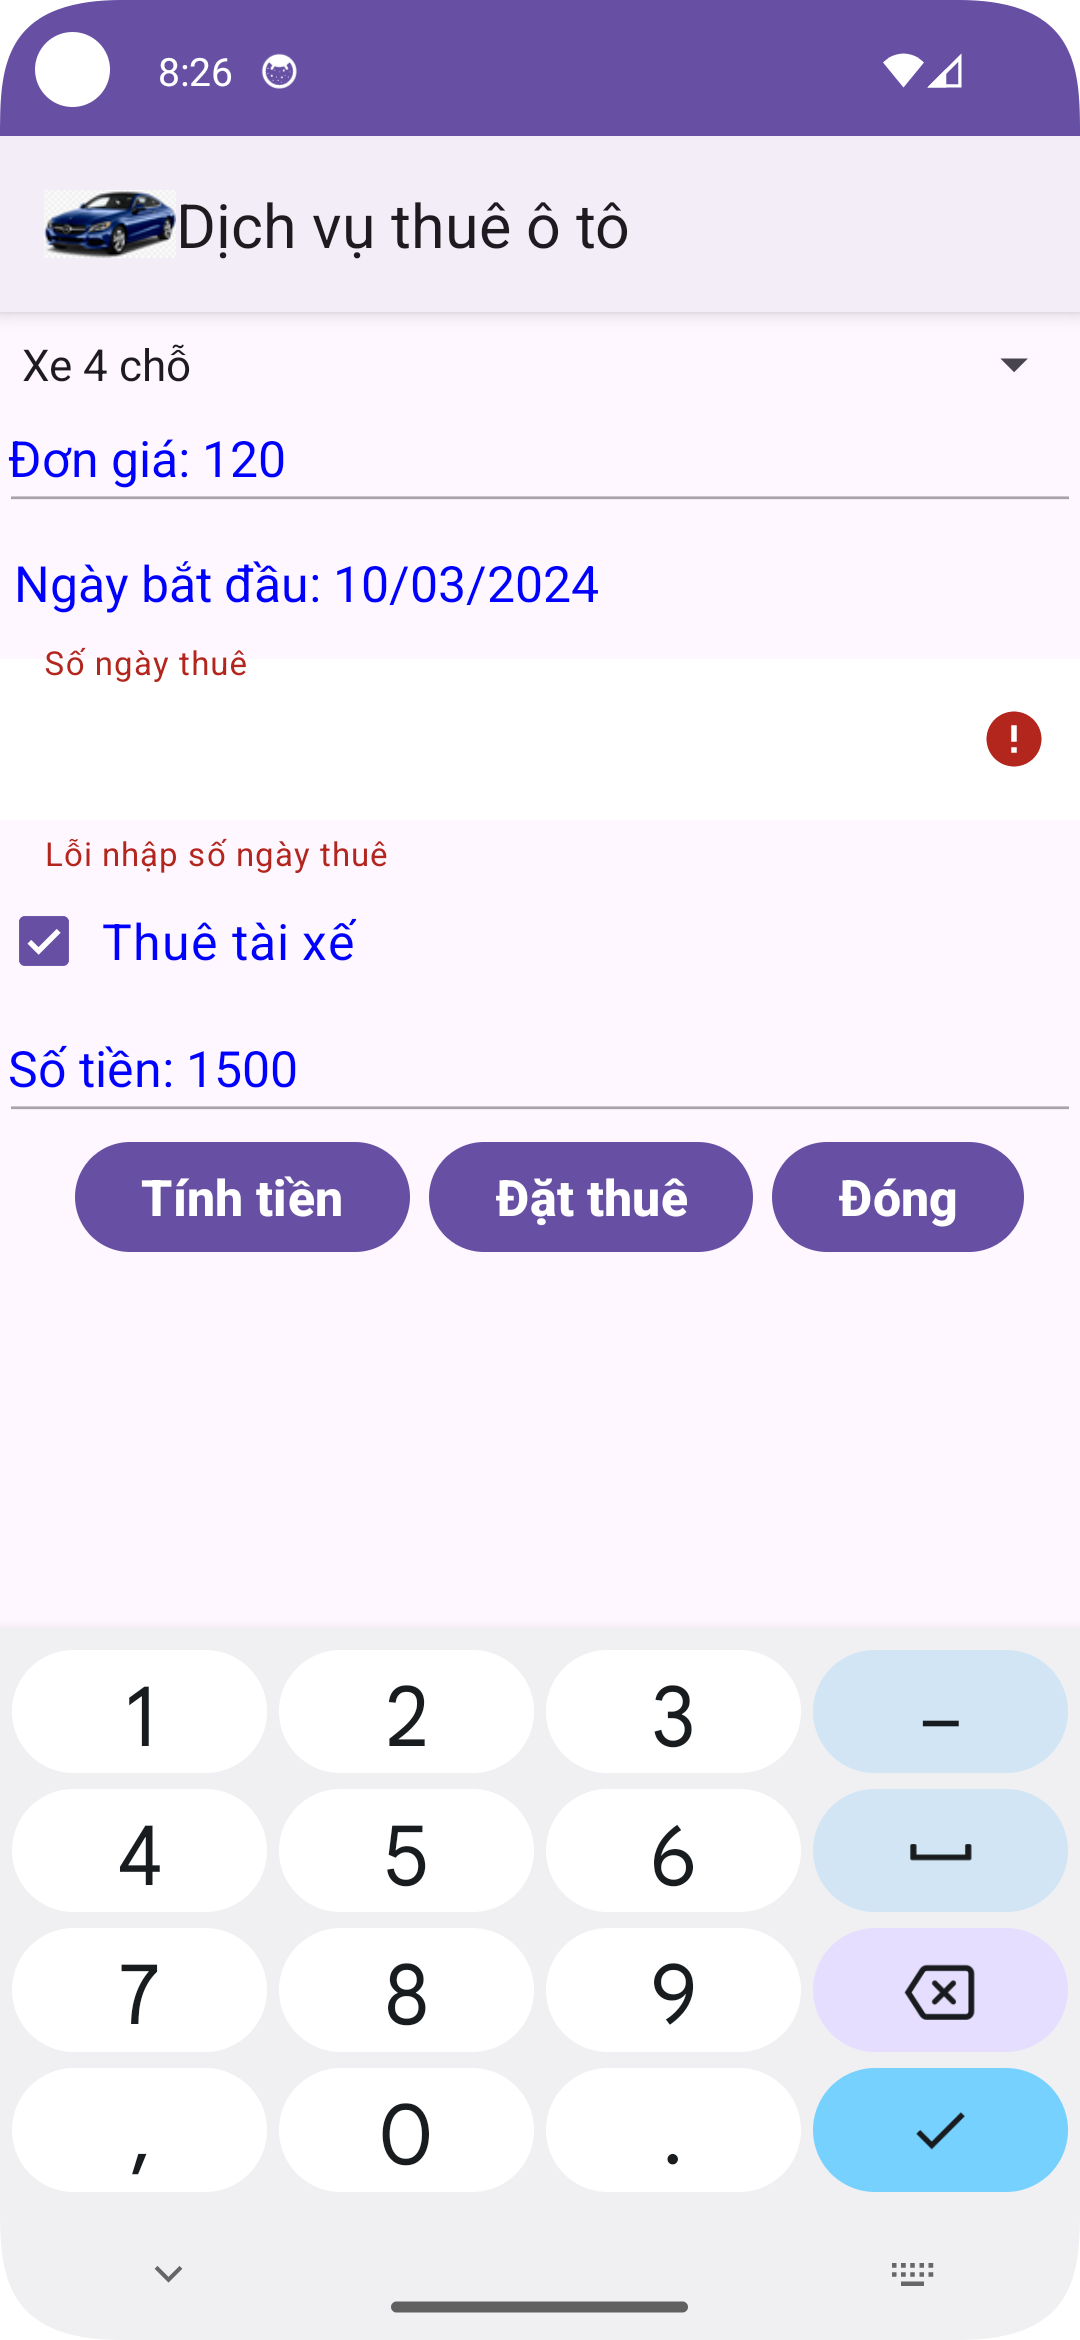 8:26
Dịch vụ thuê ô tô
Xe 4 chỗ
Đơn giá: 120
Ngày bắt đầu: 10/03/2024
Số ngày thuê
Lỗi nhập số ngày thuê
Thuê tài xế
Số tiền: 1500
Tính tiền Đặt thuê Đóng
1 2 3 –
4 5 6
7 8 9
, 0 .